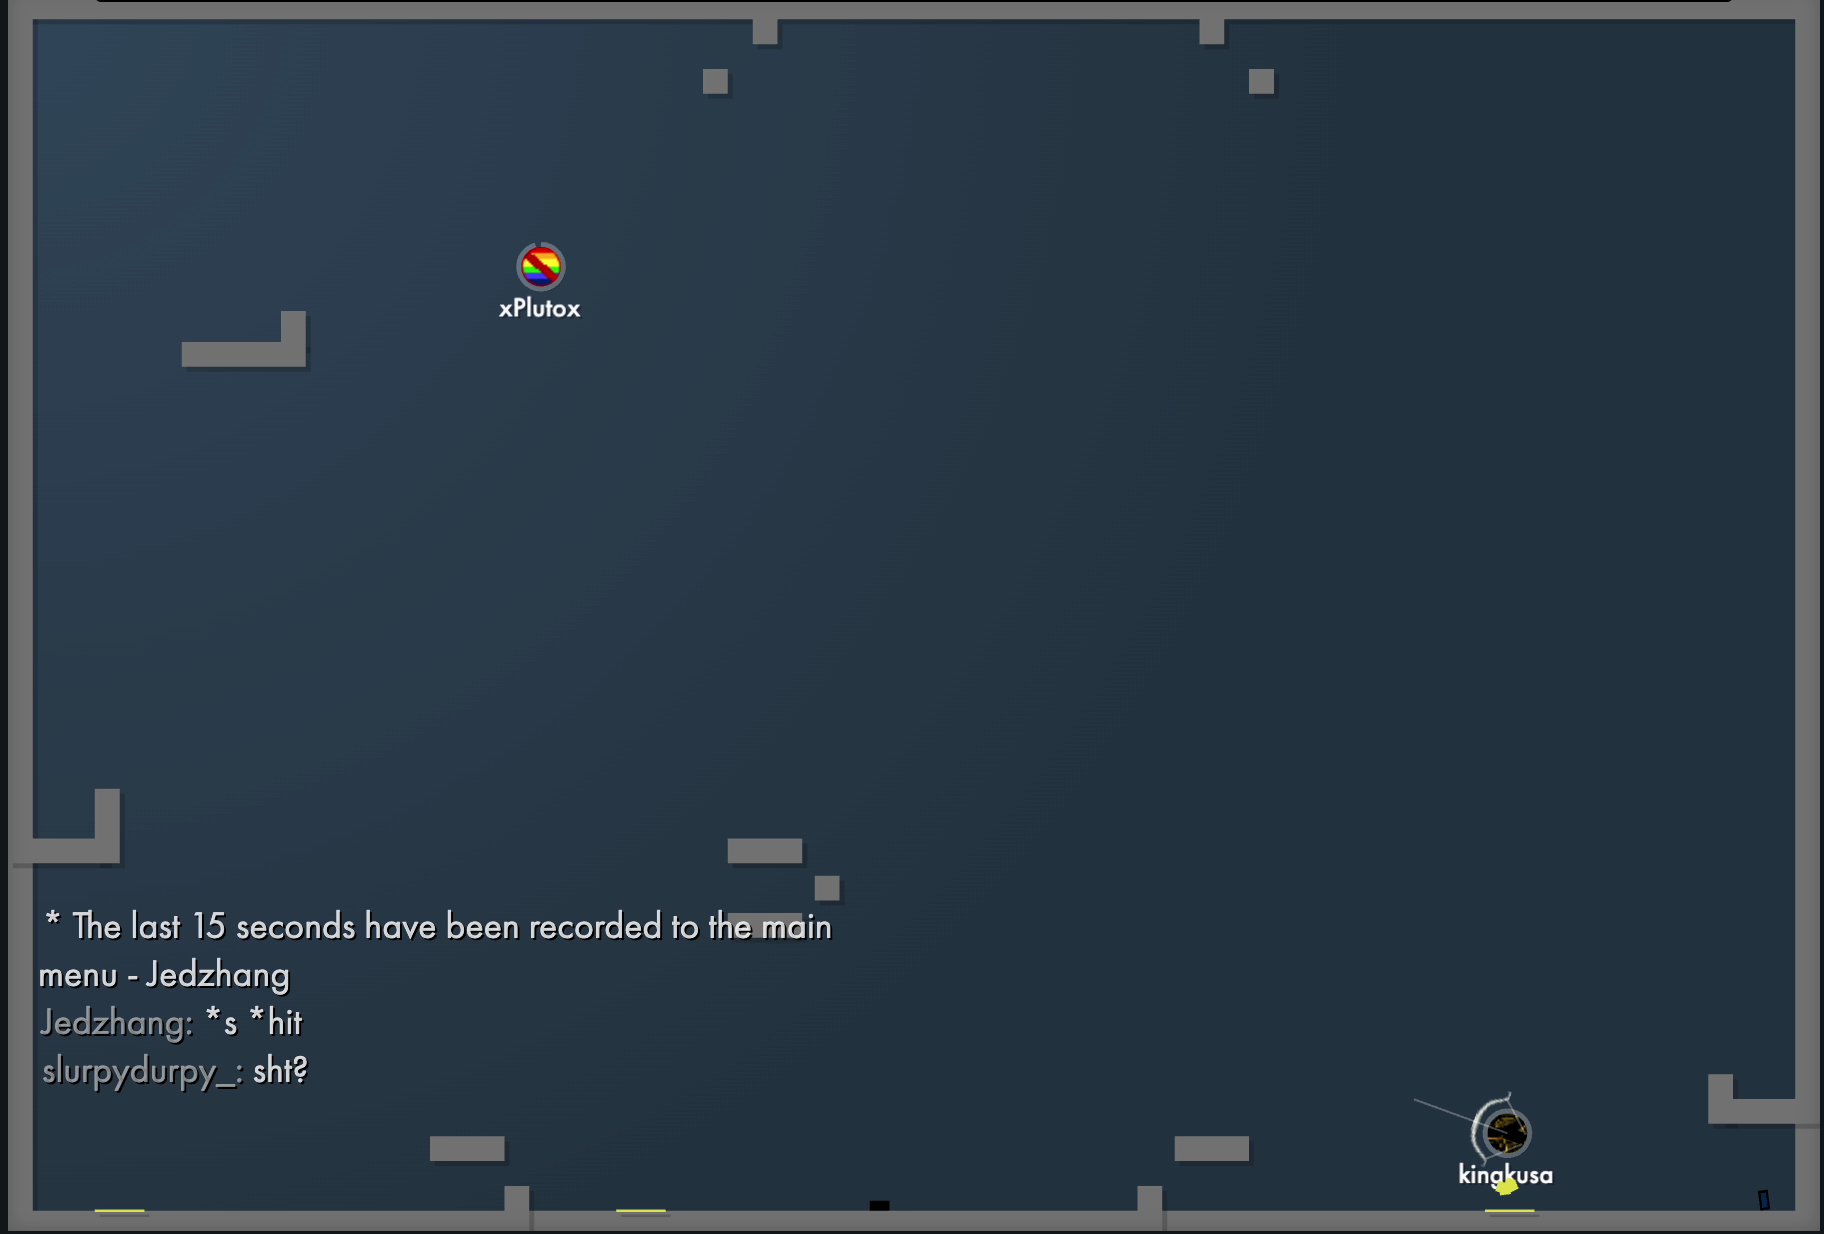 xPlutox
* The last 15 seconds have been recorded to the main
menu - Jedzhang
Jedzhang: *s *hit
slurpydurpy_: sht?
kingkusa